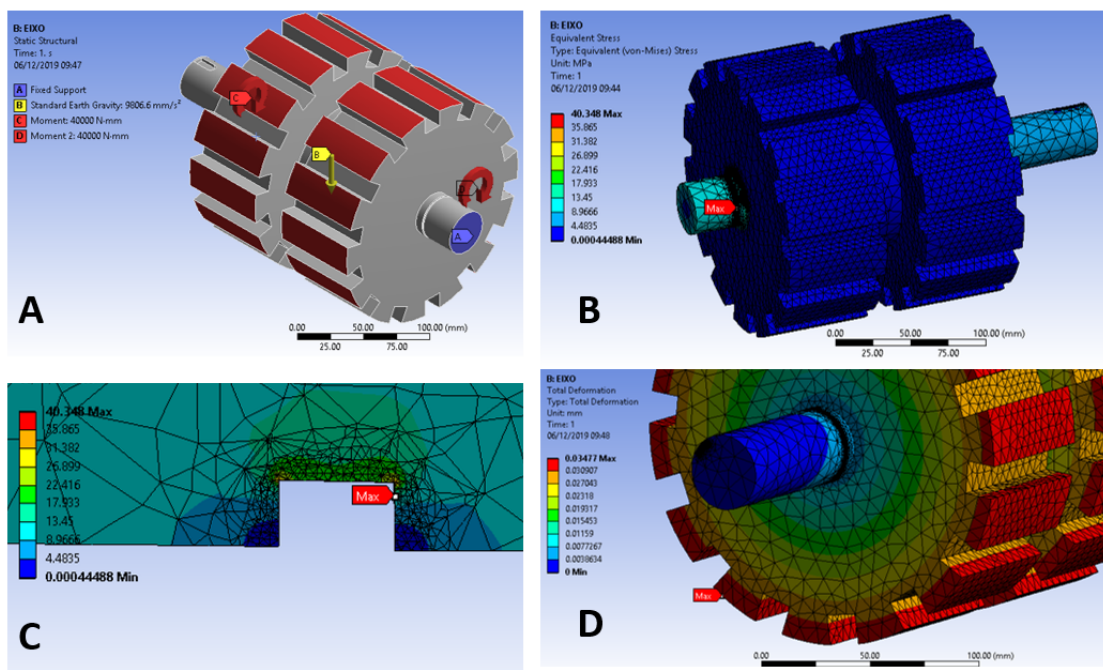 B: EIXO
Static Structural
Time: 1. s
06/12/2019 09:47
A Fixed Support
B Standard Earth Gravity: 9806.6 mm/s²
C Moment: 40000 N·mm
D Moment 2: 40000 N·mm
C
B
D
A
A
0.00 50.00 100.00 (mm)
25.00 75.00
B: EIXO
Equivalent Stress
Type: Equivalent (von-Mises) Stress
Unit: MPa
Time: 1
06/12/2019 09:44
40.348 Max
35.865
31.382
26.899
22.416
17.933
13.45
8.9666
4.4835
0.00044488 Min
Max
B
0.00 50.00 100.00 (mm)
25.00 75.00
40.348 Max
35.865
31.382
26.899
22.416
17.933
13.45
8.9666
4.4835
0.00044488 Min
Max
C
B: EIXO
Total Deformation
Type: Total Deformation
Unit: mm
Time: 1
06/12/2019 09:48
0.03477 Max
0.030907
0.027043
0.02318
0.019317
0.015453
0.01159
0.0077267
0.0038634
0 Min
Max
D
0.00 50.00 100.00 (mm)